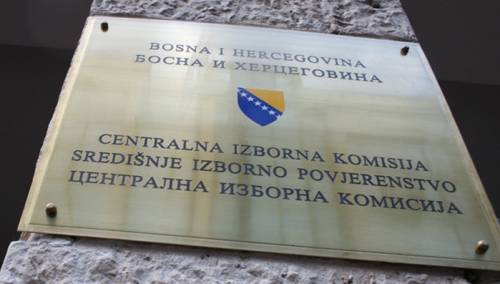 BOSNA I HERCEGOVINA
БОСНА И ХЕРЦЕГОВИНА
CENTRALNA IZBORNA KOMISIJA
SREDIŠNJE IZBORNO POVJERENSTVO
ЦЕНТРАЛНА ИЗБОРНА КОМИСИЈА